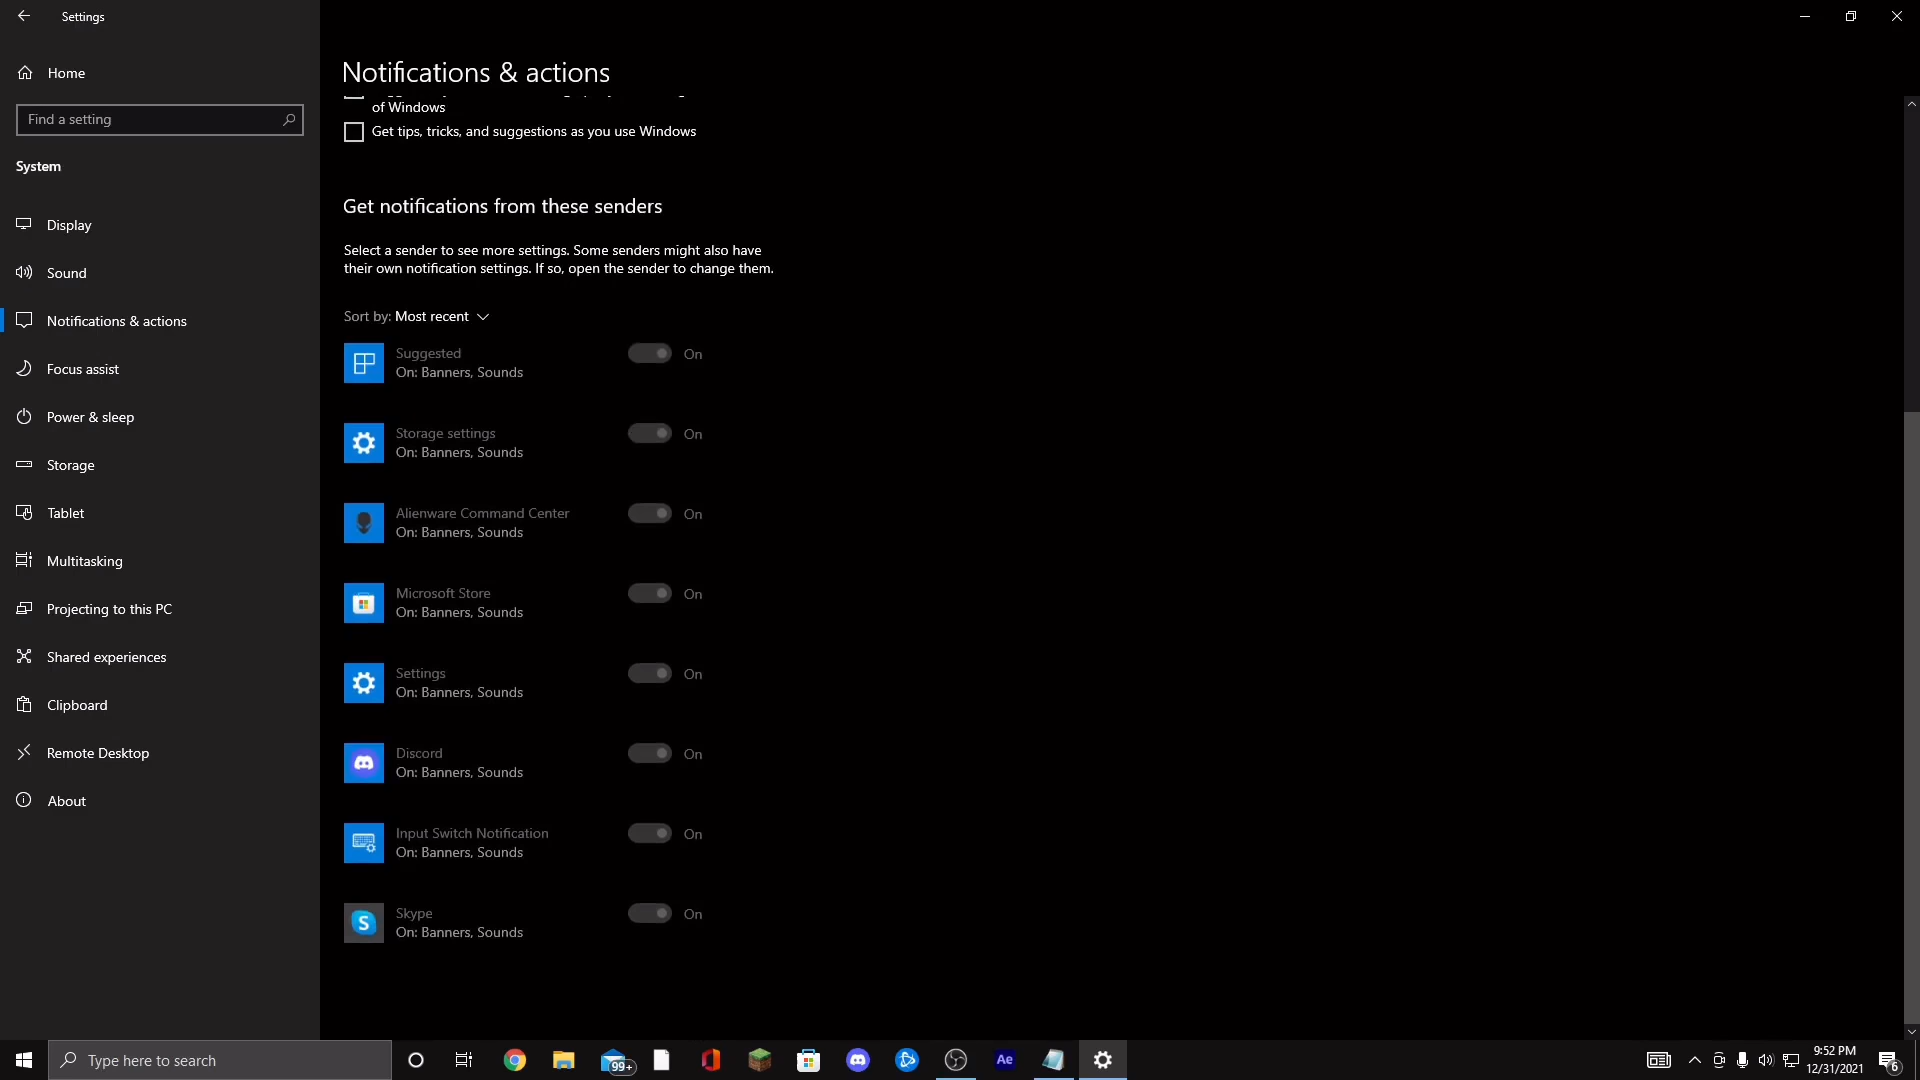 Settings
Home
Find a setting
System
Display
Sound
Notifications & actions
Focus assist
Power & sleep
Storage
Tablet
Multitasking
Projecting to this PC
Shared experiences
Clipboard
Remote Desktop
About
Notifications & actions
of Windows
Get tips, tricks, and suggestions as you use Windows
Get notifications from these senders
Select a sender to see more settings. Some senders might also have
their own notification settings. If so, open the sender to change them.
Sort by: Most recent
Suggested
On: Banners, Sounds
On
Storage settings
On: Banners, Sounds
On
Alienware Command Center
On: Banners, Sounds
On
Microsoft Store
On: Banners, Sounds
On
Settings
On: Banners, Sounds
On
Discord
On: Banners, Sounds
On
Input Switch Notification
On: Banners, Sounds
On
Skype
On: Banners, Sounds
On
Type here to search
99+
Ae
9:52 PM
12/31/2021
6